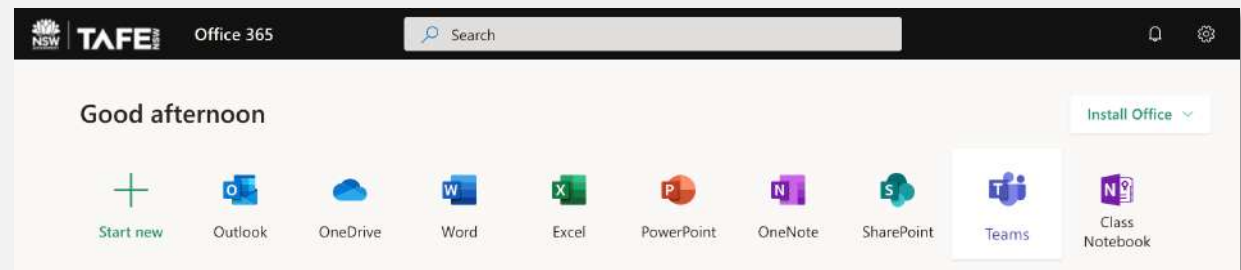 NSW TAFE NSW Office 365 Search
Good afternoon
Install Office
O W X P N S T N
Start new Outlook OneDrive Word Excel PowerPoint OneNote SharePoint Teams Class Notebook